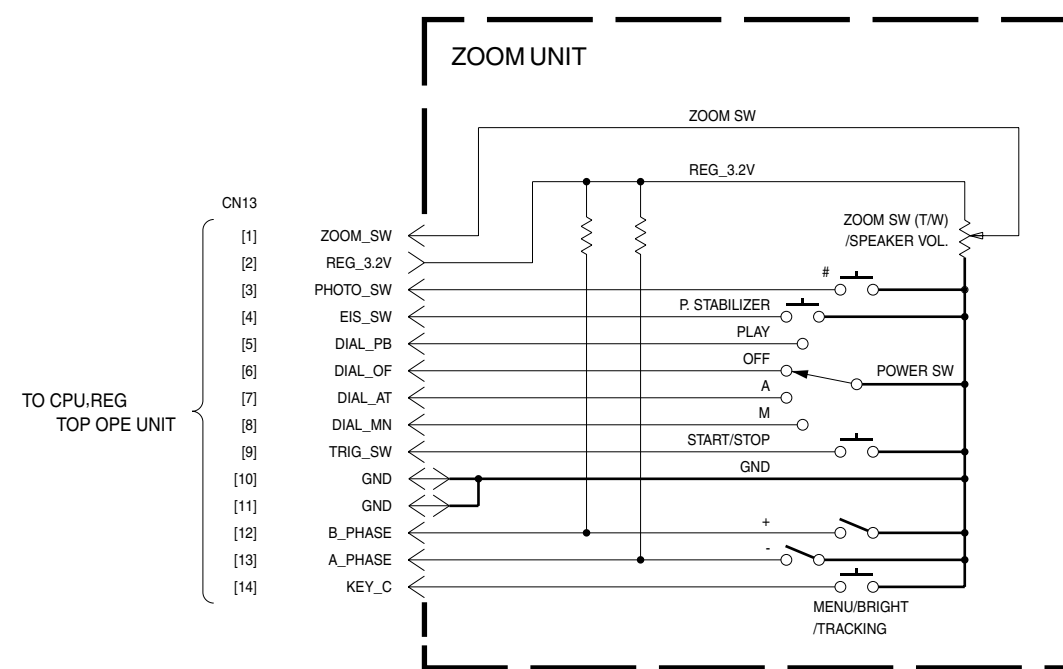 ZOOM UNIT
ZOOM SW
REG_3.2V
CN13
ZOOM SW (T/W)
/SPEAKER VOL.
[1] ZOOM_SW
[2] REG_3.2V
#
[3] PHOTO_SW
P. STABILIZER
[4] EIS_SW
PLAY
[5] DIAL_PB
OFF
[6] DIAL_OF
POWER SW
A
[7] DIAL_AT
TO CPU,REG
TOP OPE UNIT
M
[8] DIAL_MN
START/STOP
[9] TRIG_SW
GND
[10] GND
[11] GND
+
[12] B_PHASE
-
[13] A_PHASE
[14] KEY_C
MENU/BRIGHT
/TRACKING